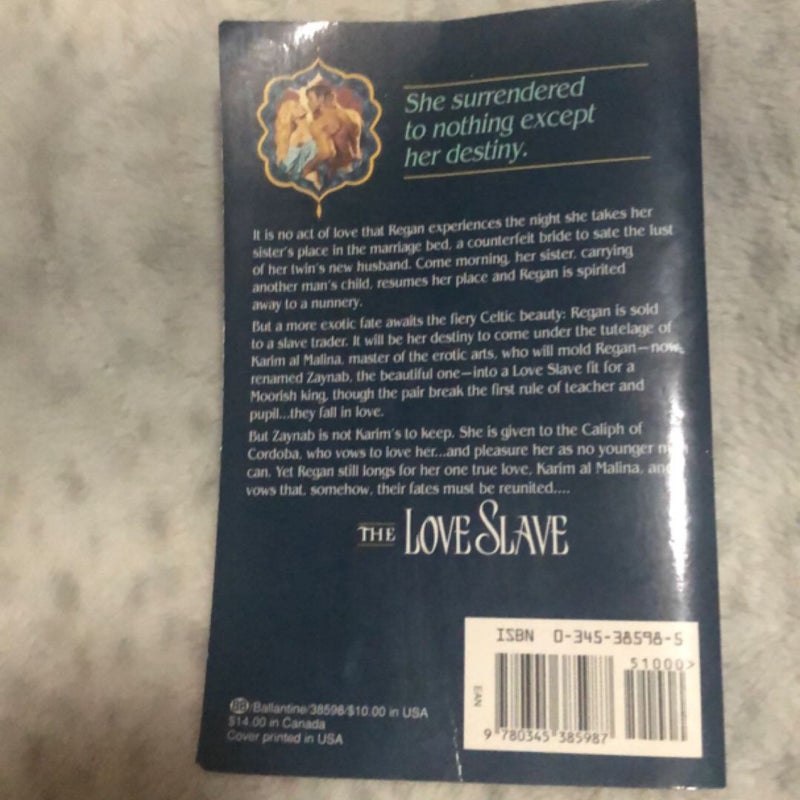 She surrendered
to nothing except
her destiny.
It is no act of love that Regan experiences the night she takes her
sister's place in the marriage bed, a counterfeit bride to sate the lust
of her twin's new husband. Come morning, her sister, carrying
another man's child, resumes her place and Regan is spirited
away to a nunnery.
But a more exotic fate awaits the fiery Celtic beauty: Regan is sold
to a slave trader. It will be her destiny to come under the tutelage of
Karim al Malina, master of the erotic arts, who will mold Regan—now
renamed Zaynab, the beautiful one—into a Love Slave fit for a
Moorish king, though the pair break the first rule of teacher and
pupil...they fall in love.
But Zaynab is not Karim's to keep. She is given to the Caliph of
Cordoba, who vows to love her...and pleasure her as no younger
can. Yet Regan still longs for her one true love, Karim al Malina, and
vows that, somehow, their fates must be reunited....
THE LOVE SLAVE
ISBN 0-345-38598-5
51000>
EAN
9 780345 385987
BB/Ballantine/38598/$10.00 in USA
$14.00 in Canada
Cover printed in USA